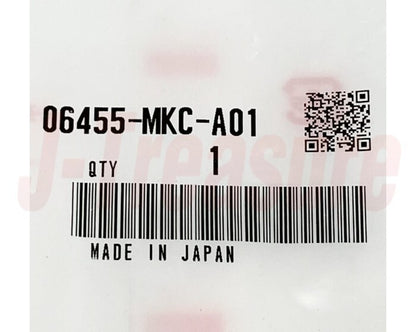 06455-MKC-A01
QTY 1
MADE IN JAPAN
J-Treasure